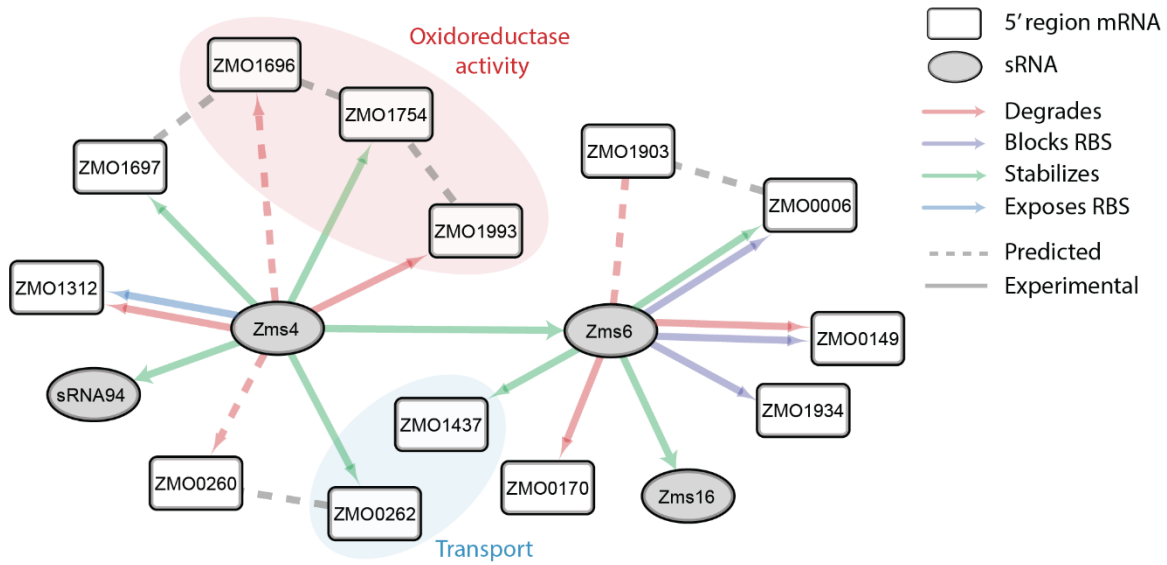 Oxidoreductase
activity
ZMO1696
ZMO1754
ZMO1697
ZMO1993
ZMO1903
ZMO0006
ZMO1312
Zms4
Zms6
ZMO0149
sRNA94
ZMO1437
ZMO1934
ZMO0260
ZMO0262
ZMO0170
Zms16
Transport
5’ region mRNA
sRNA
Degrades
Blocks RBS
Stabilizes
Exposes RBS
Predicted
Experimental